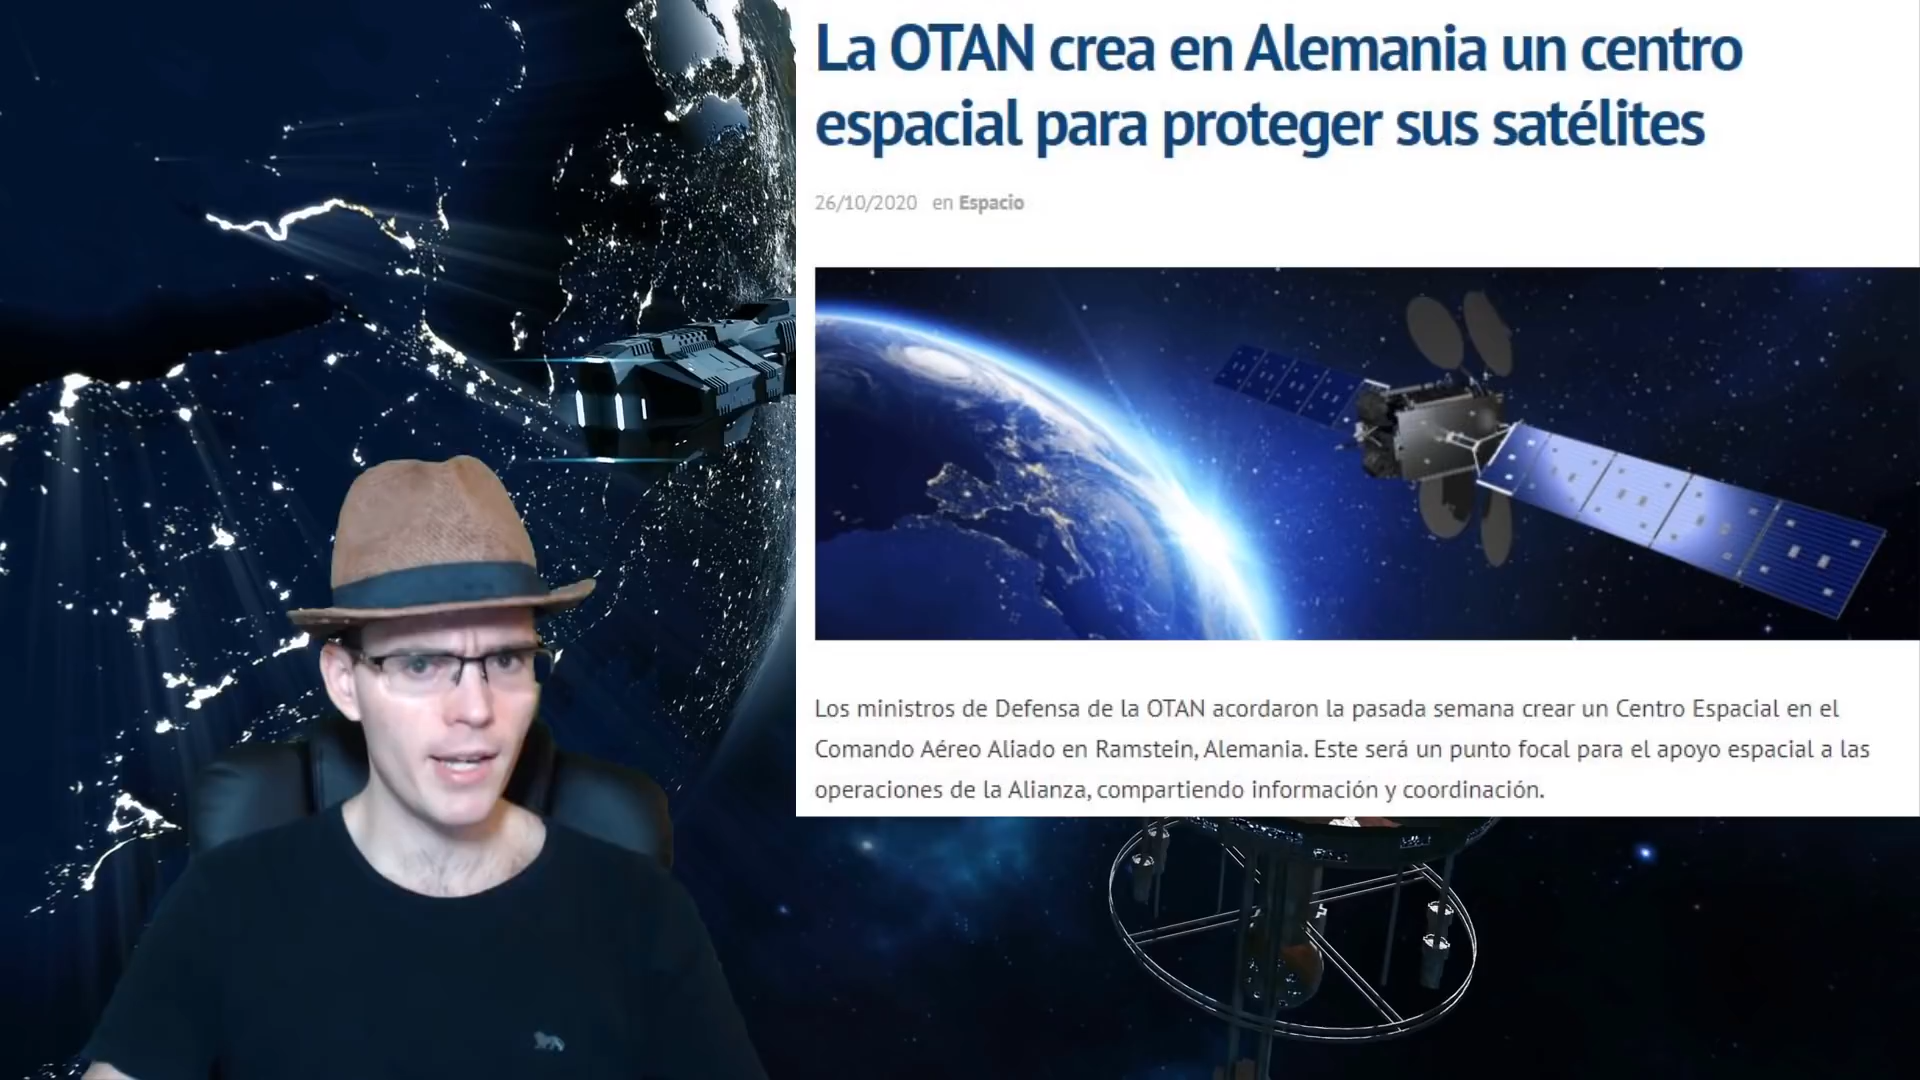 La OTAN crea en Alemania un centro
espacial para proteger sus satélites
26/10/2020 en Espacio
Los ministros de Defensa de la OTAN acordaron la pasada semana crear un Centro Espacial en el
Comando Aéreo Aliado en Ramstein, Alemania. Este será un punto focal para el apoyo espacial a las
operaciones de la Alianza, compartiendo información y coordinación.